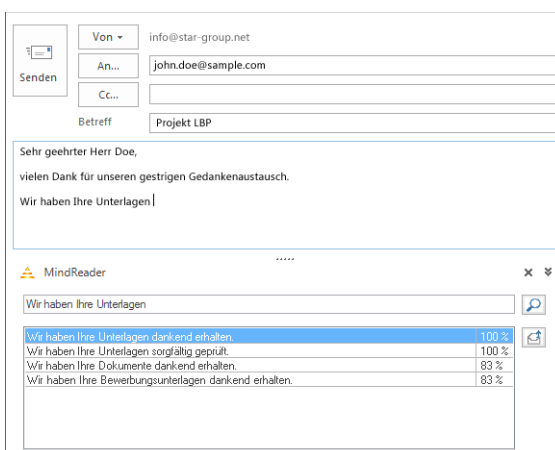 Von
info@star-group.net
Senden
An...
john.doe@sample.com
Cc...
Betreff
Projekt LBP
Sehr geehrter Herr Doe,
vielen Dank für unseren gestrigen Gedankenaustausch.
Wir haben Ihre Unterlagen
MindReader
Wir haben Ihre Unterlagen
Wir haben Ihre Unterlagen dankend erhalten. 100 %
Wir haben Ihre Unterlagen sorgfältig geprüft. 100 %
Wir haben Ihre Dokumente dankend erhalten. 83 %
Wir haben Ihre Bewerbungsunterlagen dankend erhalten. 83 %